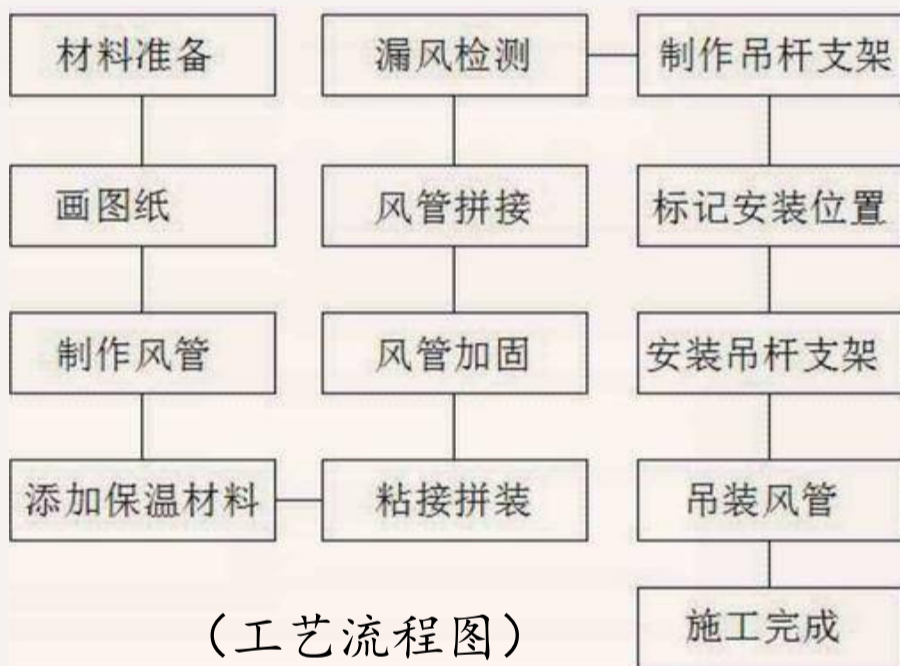 材料准备
画图纸
制作风管
添加保温材料
粘接拼装
风管加固
风管拼接
漏风检测
制作吊杆支架
标记安装位置
安装吊杆支架
吊装风管
施工完成
（工艺流程图）